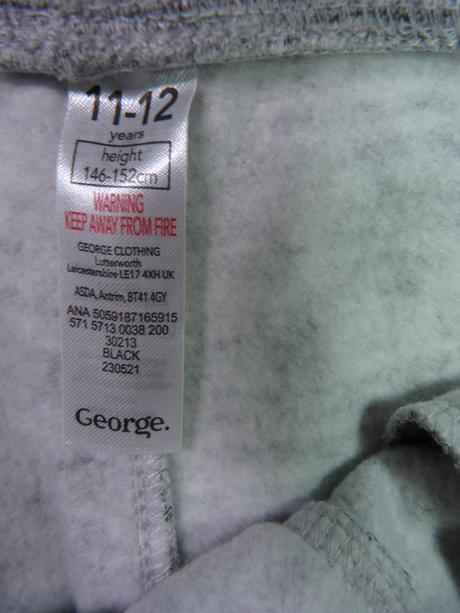 11-12
years
height
146-152cm
WARNING
KEEP AWAY FROM FIRE
GEORGE CLOTHING
Lutterworth
Leicestershire LE17 4XH UK
ASDA, Antrim, BT41 4GY
ANA 5059187165915
571 5713 0038 200
30213
BLACK
230521
George.